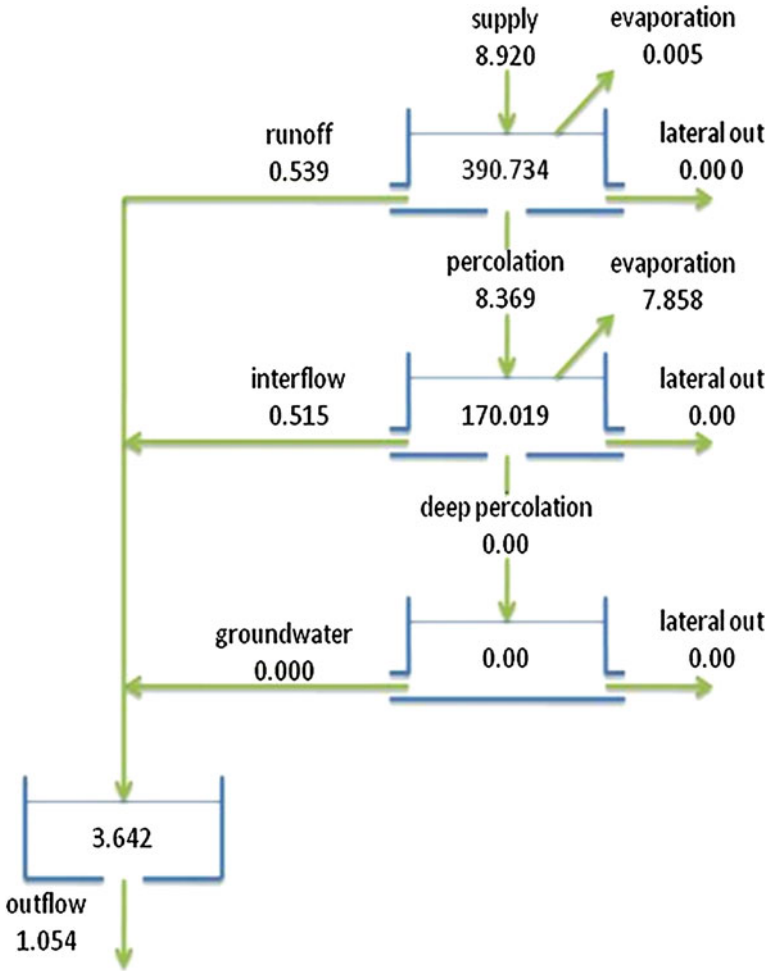 supply
8.920
evaporation
0.005
runoff
0.539
390.734
lateral out
0.000
percolation
8.369
evaporation
7.858
interflow
0.515
170.019
lateral out
0.00
deep percolation
0.00
groundwater
0.000
0.00
lateral out
0.00
3.642
outflow
1.054